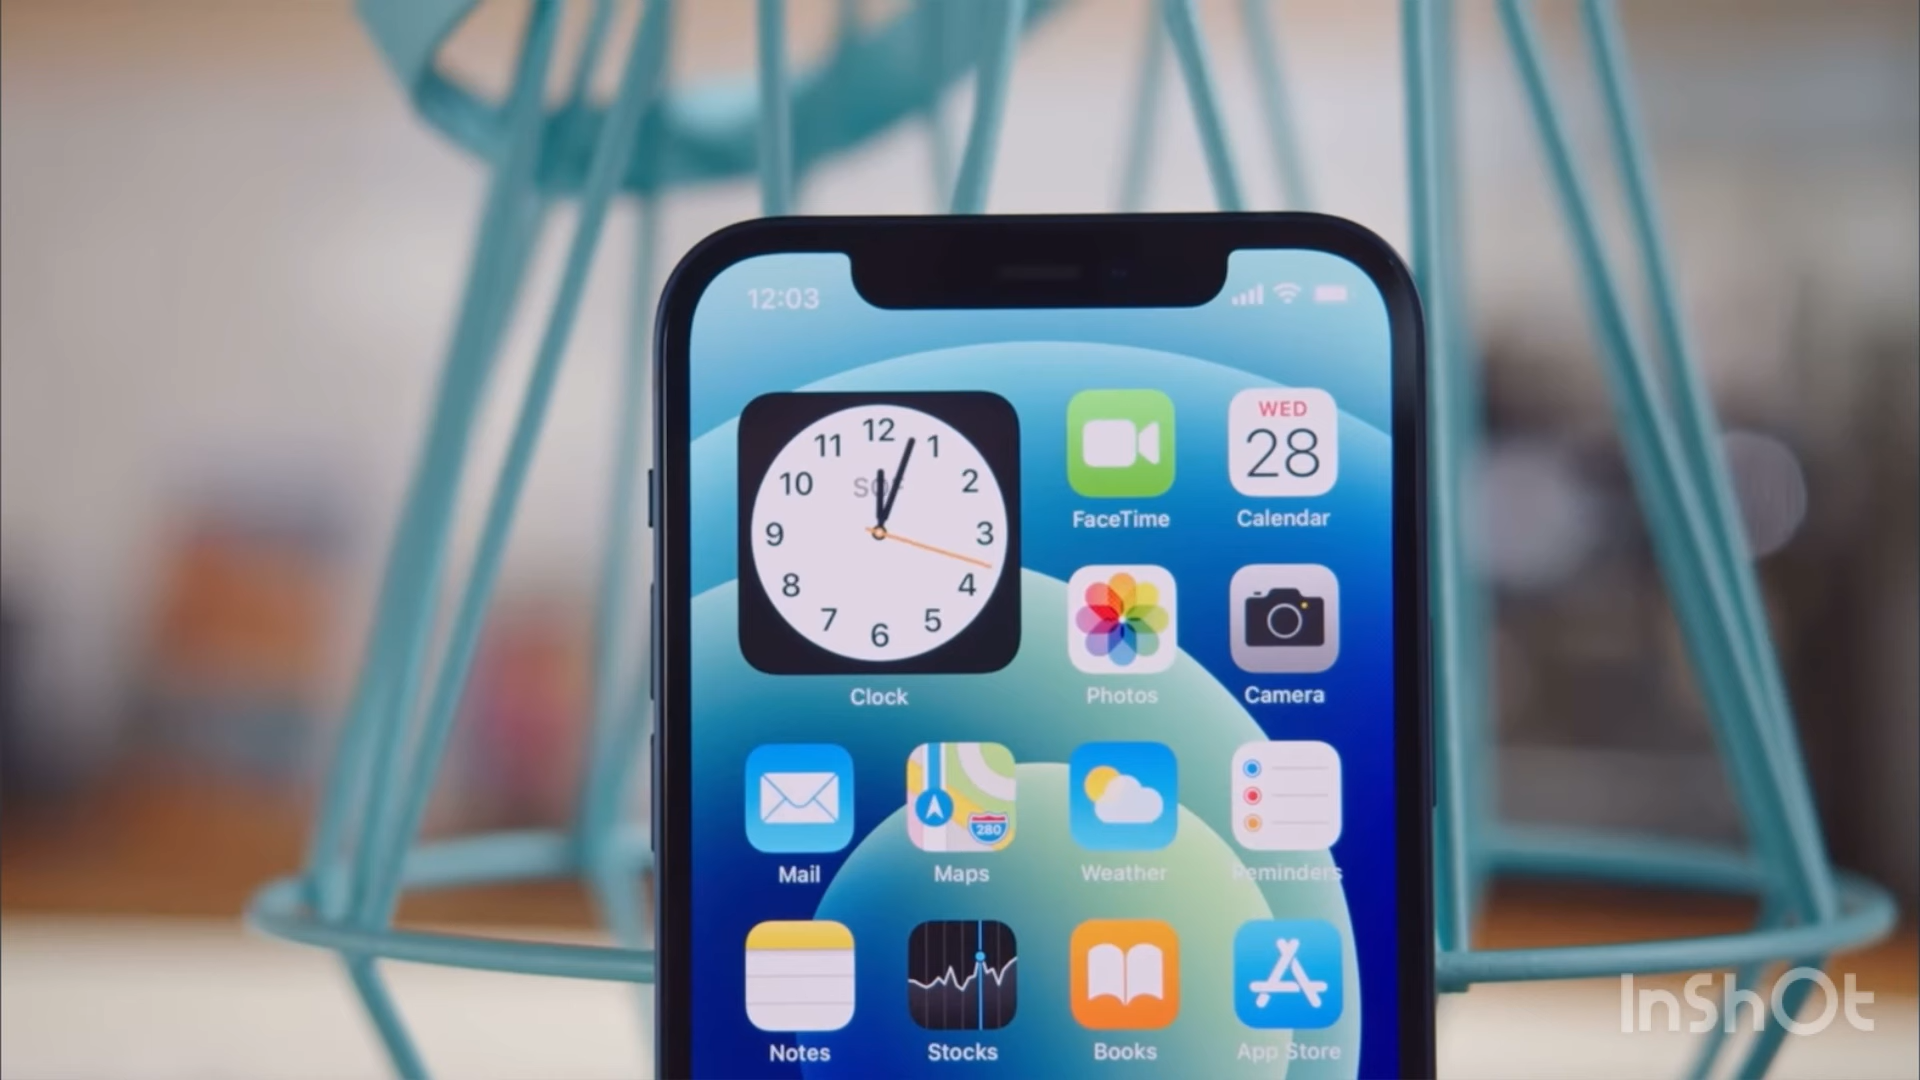 12:03
WED
28
12
11
1
10
2
SOF
9
3
8
4
7
5
6
Clock
FaceTime
Calendar
Photos
Camera
280
Mail
Maps
Weather
Reminders
Notes
Stocks
Books
App Store
InShOt